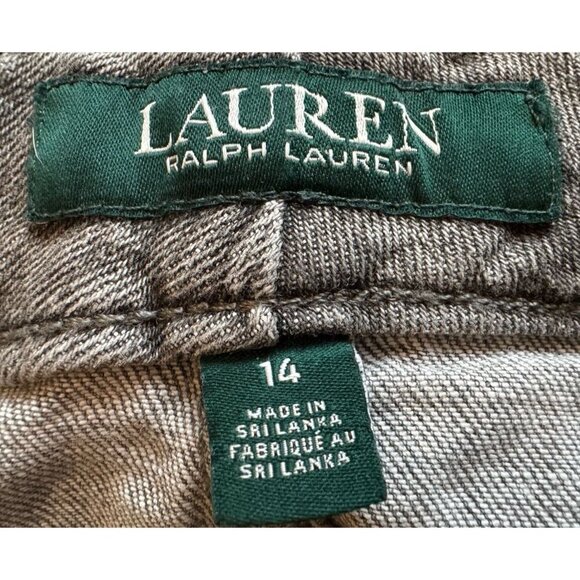 LAUREN
RALPH LAUREN
14
MADE IN
SRI LANKA
FABRIQUÉ AU
SRI LANKA